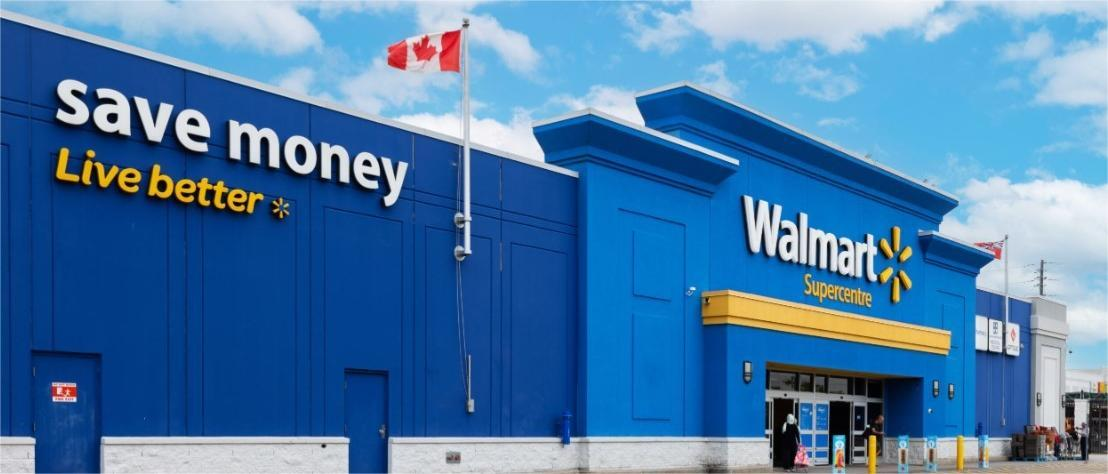 save money
Live better
Walmart
Supercentre